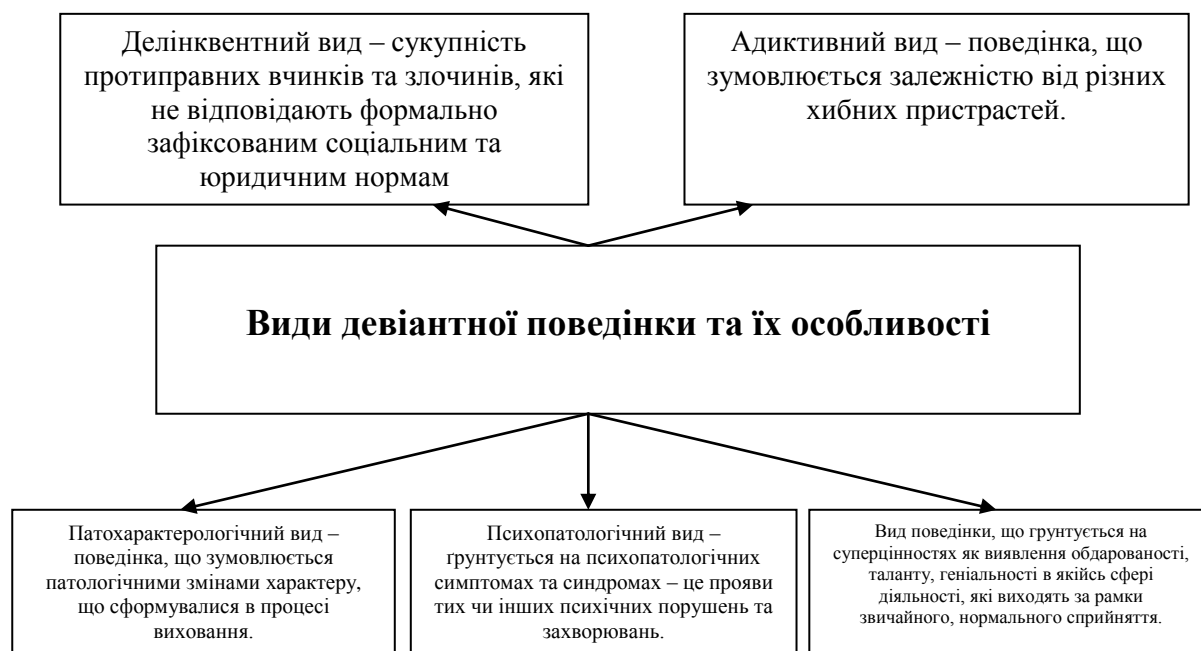 Делінквентний вид – сукупність
протиправних вчинків та злочинів, які
не відповідають формально
зафіксованим соціальним та
юридичним нормам
Адиктивний вид – поведінка, що
зумовлюється залежністю від різних
хибних пристрастей.
Види девіантної поведінки та їх особливості
Патохарактерологічний вид –
поведінка, що зумовлюється
патологічними змінами характеру,
що сформувалися в процесі
виховання.
Психопатологічний вид –
ґрунтується на психопатологічних
симптомах та синдромах – це прояви
тих чи інших психічних порушень та
захворювань.
Вид поведінки, що грунтується на
суперцінностях як виявлення обдарованості,
таланту, геніальності в якійсь сфері
діяльності, які виходять за рамки
звичайного, нормального сприйняття.